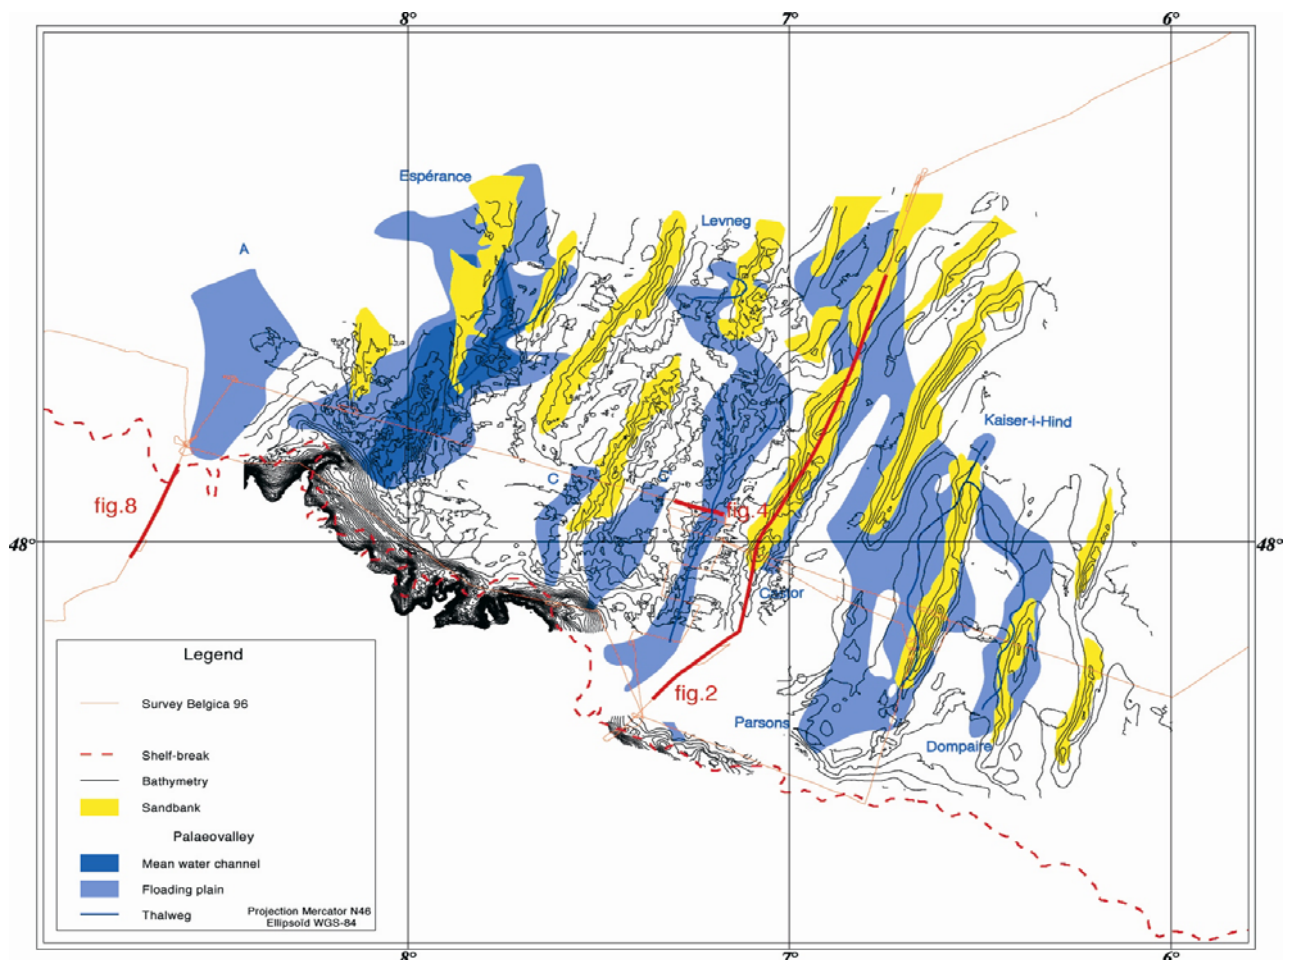 8°
7°
6°
Espérance
Levneg
A
Kaiser-i-Hind
C
fig.8
fig.4
48°
48°
Castor
fig.2
Parsons
Dompaire
Legend
Survey Belgica 96
Shelf-break
Bathymetry
Sandbank
Palaeovalley
Mean water channel
Floading plain
Thalweg
Projection Mercator N46
Ellipsoïd WGS-84
8°
7°
6°